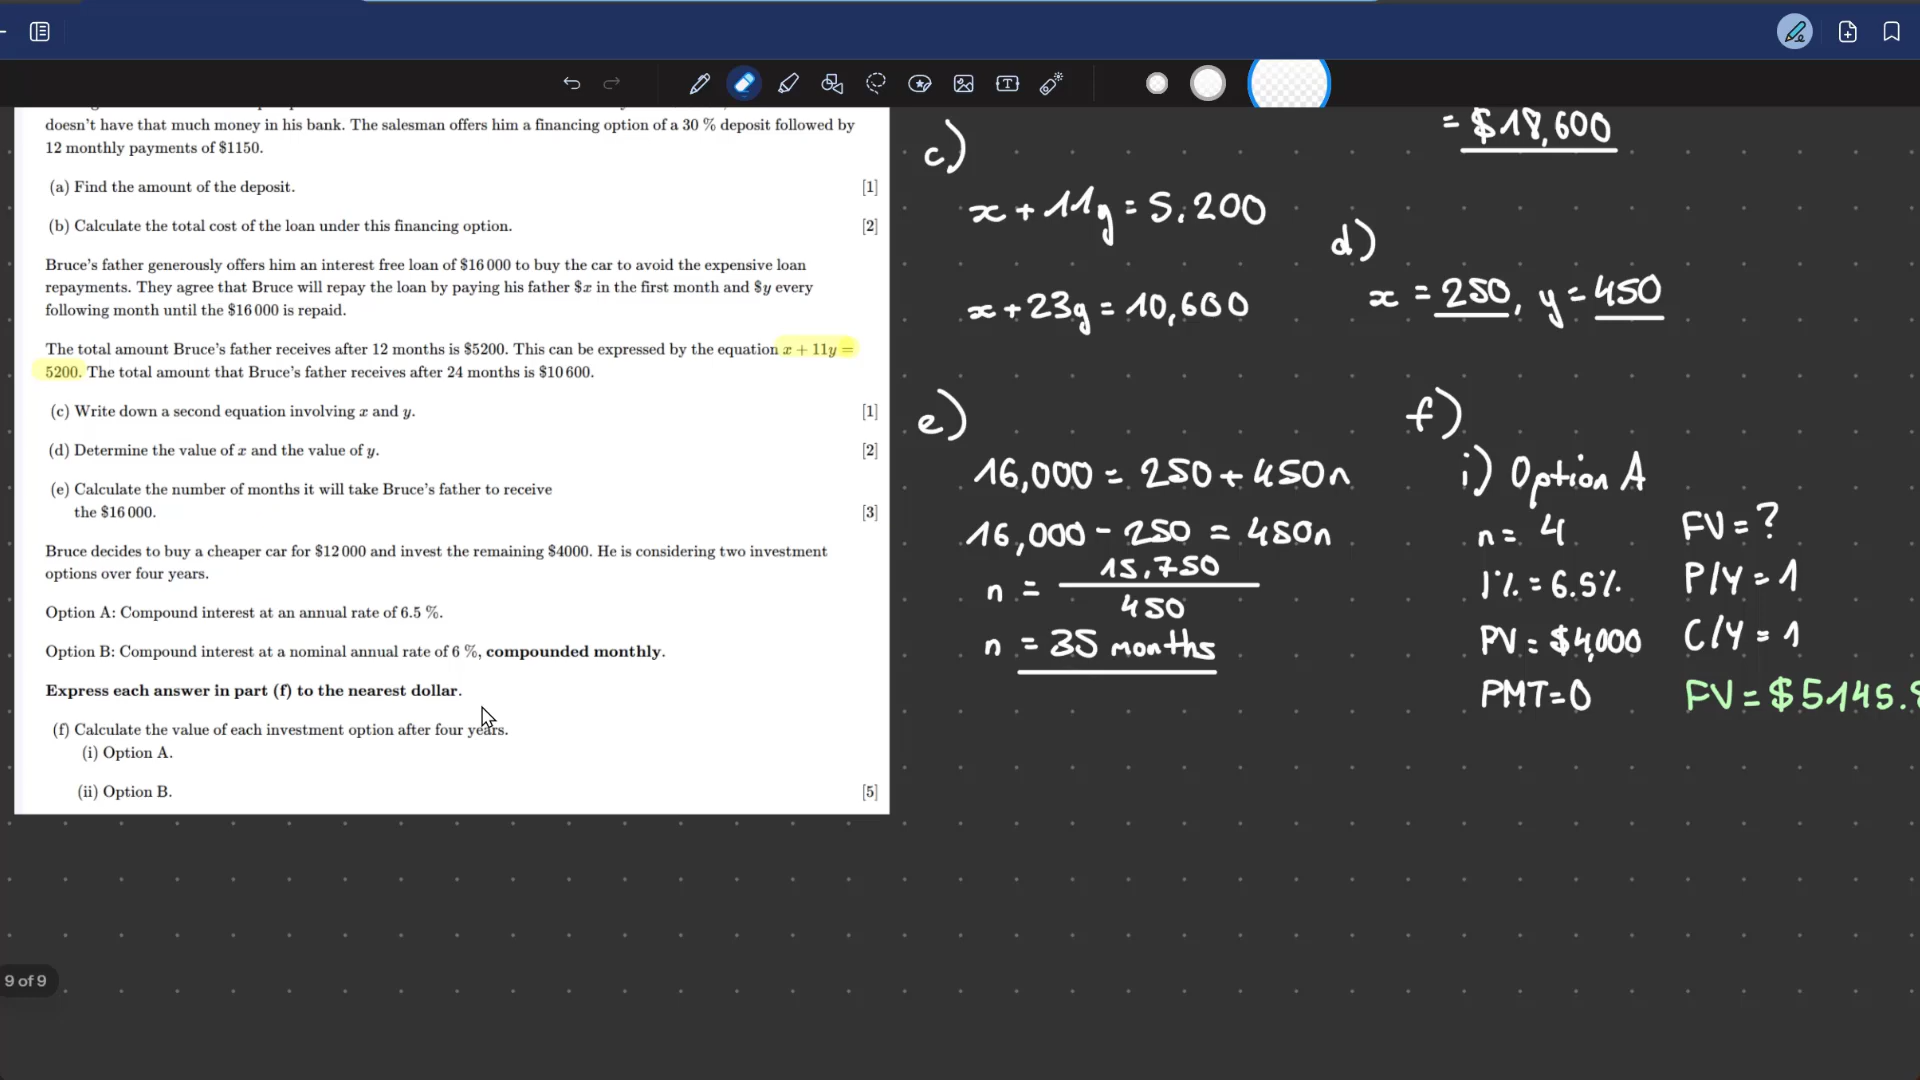 doesn't have that much money in his bank. The salesman offers him a financing option of a 30 % deposit followed by
12 monthly payments of $1150.
(a) Find the amount of the deposit. [1]
(b) Calculate the total cost of the loan under this financing option. [2]
Bruce's father generously offers him an interest free loan of $16 000 to buy the car to avoid the expensive loan
repayments. They agree that Bruce will repay the loan by paying his father $x in the first month and $y every
following month until the $16 000 is repaid.
The total amount Bruce's father receives after 12 months is $5200. This can be expressed by the equation x + 11y =
5200. The total amount that Bruce's father receives after 24 months is $10 600.
(c) Write down a second equation involving x and y. [1]
(d) Determine the value of x and the value of y. [2]
(e) Calculate the number of months it will take Bruce's father to receive
the $16 000. [3]
Bruce decides to buy a cheaper car for $12 000 and invest the remaining $4000. He is considering two investment
options over four years.
Option A: Compound interest at an annual rate of 6.5 %.
Option B: Compound interest at a nominal annual rate of 6 %, compounded monthly.
Express each answer in part (f) to the nearest dollar.
(f) Calculate the value of each investment option after four years.
(i) Option A.
(ii) Option B. [5]
9 of 9
= $18,600
c)
x + 11y = 5,200
x + 23y = 10,600
d)
x = 250, y = 450
e)
16,000 = 250 + 450n
16,000 - 250 = 450n
n = 15,750
450
n = 35 months
f)
i) Option A
n = 4
I% = 6.5%
PV = $4,000
PMT = 0
FV = ?
P/Y = 1
C/Y = 1
FV = $5145.